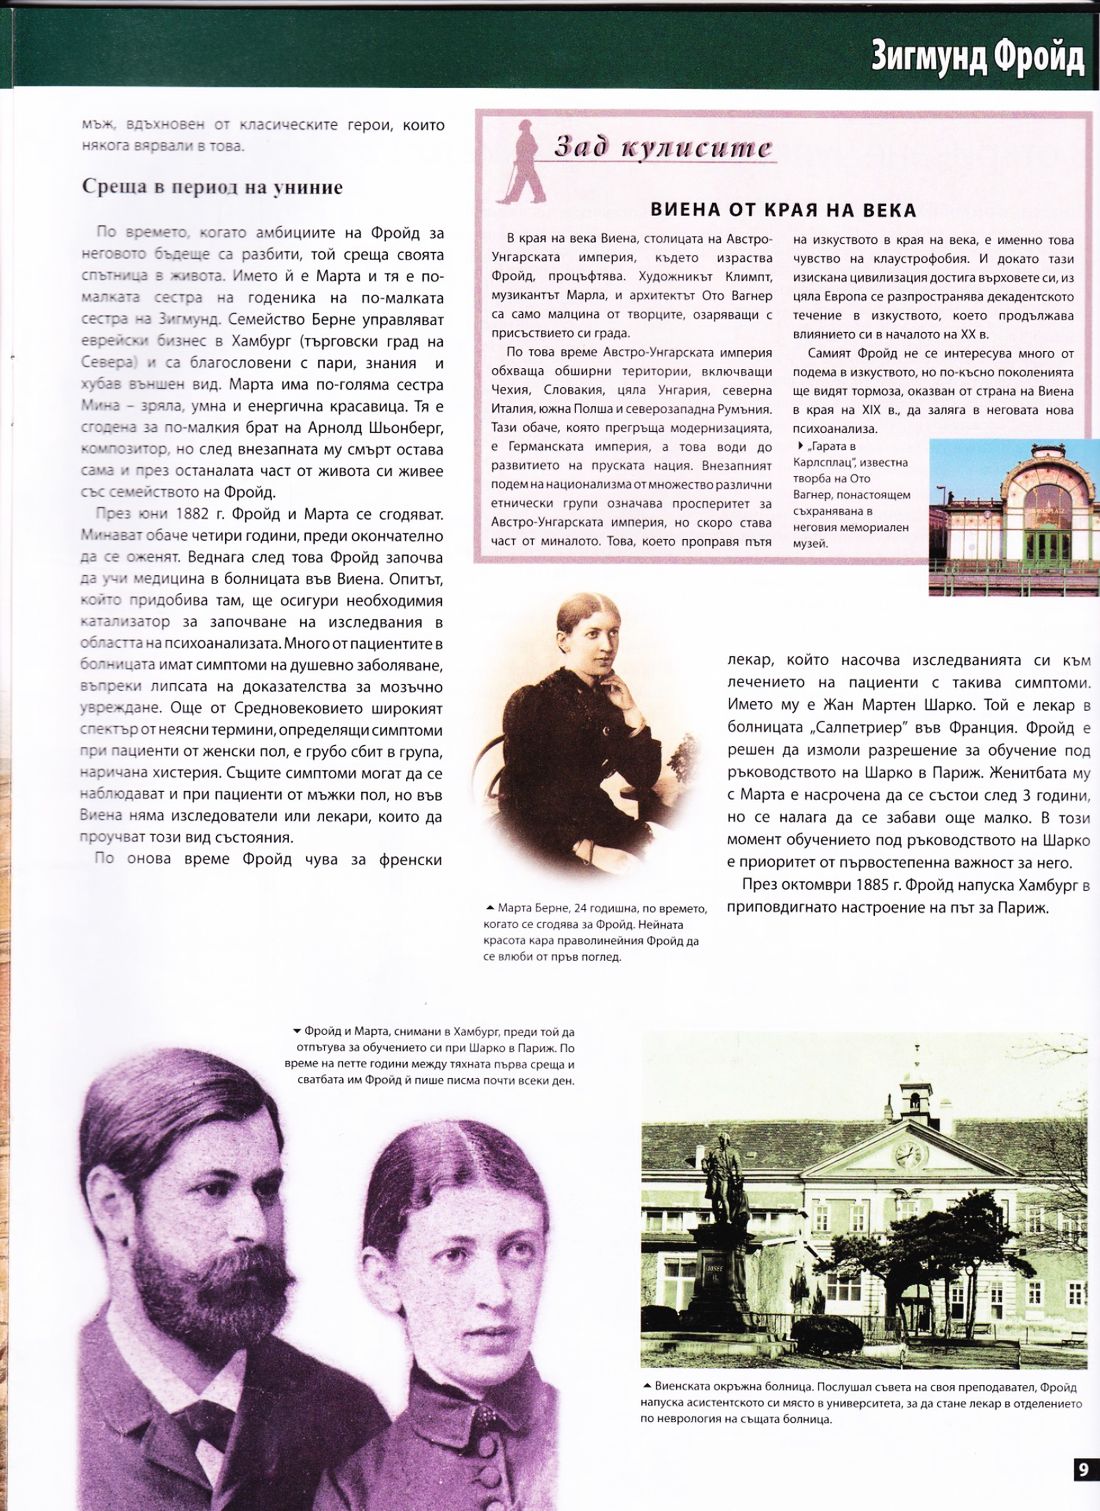 Зигмунд Фройд
мъж, вдъхновен от класическите герои, които
някога вярвали в това.
Среща в период на униние
По времето, когато амбициите на Фройд за
неговото бъдеще са разбити, той среща своята
спътница в живота. Името й е Марта и тя е по-
малката сестра на годеника на по-малката
сестра на Зигмунд. Семейство Берне управляват
еврейски бизнес в Хамбург (търговски град на
Севера) и са благословени с пари, знания и
хубав външен вид. Марта има по-голяма сестра
Мина – зряла, умна и енергична красавица. Тя е
сгодена за по-малкия брат на Арнолд Шьонберг,
композитор, но след внезапната му смърт остава
сама и през останалата част от живота си живее
със семейството на Фройд.
През юни 1882 г. Фройд и Марта се сгодяват.
Минават обаче четири години, преди окончателно
да се оженят. Веднага след това Фройд започва
да учи медицина в болницата във Виена. Опитът,
който придобива там, ще осигури необходимия
катализатор за започване на изследвания в
областта на психоанализата. Много от пациентите в
болницата имат симптоми на душевно заболяване,
въпреки липсата на доказателства за мозъчно
увреждане. Още от Средновековието широкият
спектър от неясни термини, определящи симптоми
при пациенти от женски пол, е грубо сбит в група,
наричана хистерия. Същите симптоми могат да се
наблюдават и при пациенти от мъжки пол, но във
Виена няма изследователи или лекари, които да
проучват този вид състояния.
По онова време Фройд чува за френски
Зад кулисите
ВИЕНА ОТ КРАЯ НА ВЕКА
В края на века Виена, столицата на Австро-
Унгарската империя, където израства
Фройд, процъфтява. Художникът Климпт,
музикантът Марла, и архитектът Ото Вагнер
са само малцина от творците, озаряващи с
присъствието си града.
По това време Австро-Унгарската империя
обхваща обширни територии, включващи
Чехия, Словакия, цяла Унгария, северна
Италия, южна Полша и северозападна Румъния.
Тази обаче, която прегръща модернизацията,
е Германската империя, а това води до
развитието на пруската нация. Внезапният
подем на национализма от множество различни
етнически групи означава просперитет за
Австро-Унгарската империя, но скоро става
част от миналото. Това, което проправя пътя
на изкуството в края на века, е именно това
чувство на клаустрофобия. И докато тази
изискана цивилизация достига върховете си, из
цяла Европа се разпространява декадентското
течение в изкуството, което продължава
влиянието си в началото на XX в.
Самият Фройд не се интересува много от
подема в изкуството, но по-късно поколенията
ще видят тормоза, оказван от страна на Виена
в края на XIX в., да заляга в неговата нова
психоанализа.
„Гарата в
Карлсплац”, известна
творба на Ото
Вагнер, понастоящем
съхранявана в
неговия мемориален
музей.
Марта Берне, 24 годишна, по времето,
когато се сгодява за Фройд. Нейната
красота кара праволинейния Фройд да
се влюби от пръв поглед.
лекар, който насочва изследванията си към
лечението на пациенти с такива симптоми.
Името му е Жан Мартен Шарко. Той е лекар в
болницата „Салпетриер” във Франция. Фройд е
решен да измоли разрешение за обучение под
ръководството на Шарко в Париж. Женитбата му
с Марта е насрочена да се състои след 3 години,
но се налага да се забави още малко. В този
момент обучението под ръководството на Шарко
е приоритет от първостепенна важност за него.
През октомври 1885 г. Фройд напуска Хамбург в
приповдигнато настроение на път за Париж.
Фройд и Марта, снимани в Хамбург, преди той да
отпътува за обучението си при Шарко в Париж. По
време на петте години между тяхната първа среща и
сватбата им Фройд й пише писма почти всеки ден.
Виенската окръжна болница. Послушал съвета на своя преподавател, Фройд
напуска асистентското си място в университета, за да стане лекар в отделението
по неврология на същата болница.
9